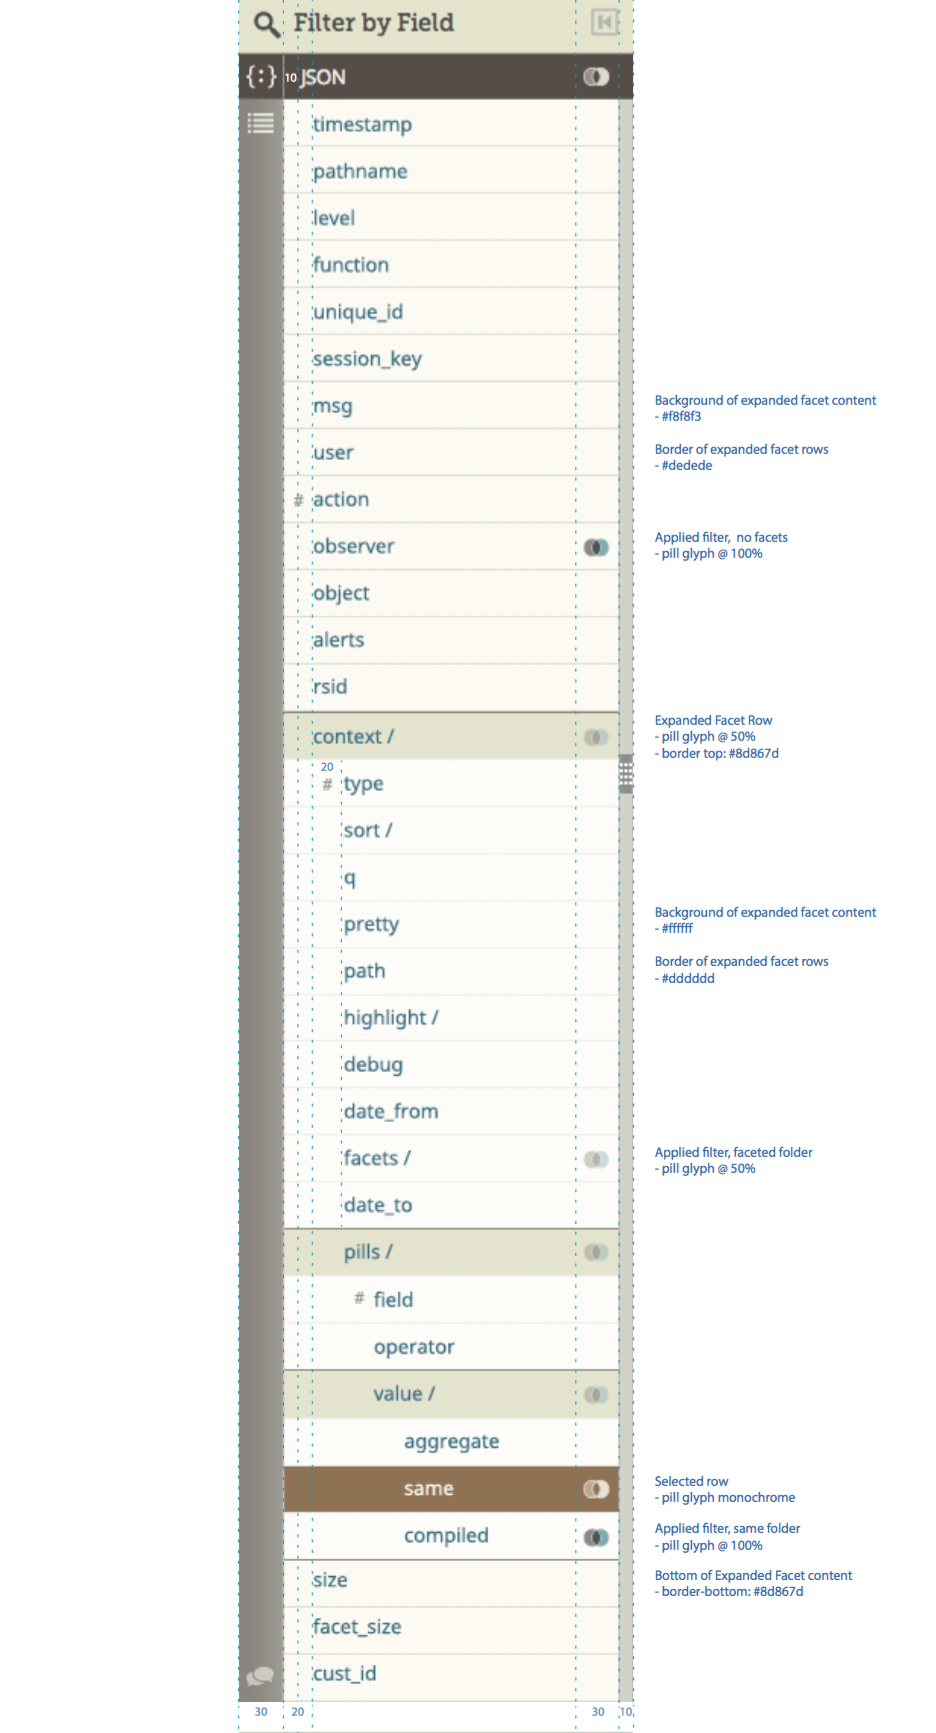 Filter by Field
{:} 10 JSON
timestamp
pathname
level
function
unique_id
session_key
msg
Background of expanded facet content
- #f8f8f3
user
Border of expanded facet rows
- #dedede
# action
observer
Applied filter, no facets
- pill glyph @ 100%
object
alerts
rsid
context /
Expanded Facet Row
- pill glyph @ 50%
- border top: #8d867d
20
# type
sort /
q
pretty
Background of expanded facet content
- #ffffff
path
Border of expanded facet rows
- #dddddd
highlight /
debug
date_from
facets /
Applied filter, faceted folder
- pill glyph @ 50%
date_to
pills /
# field
operator
value /
aggregate
same
Selected row
- pill glyph monochrome
compiled
Applied filter, same folder
- pill glyph @ 100%
size
Bottom of Expanded Facet content
- border-bottom: #8d867d
facet_size
cust_id
30 20 30 10